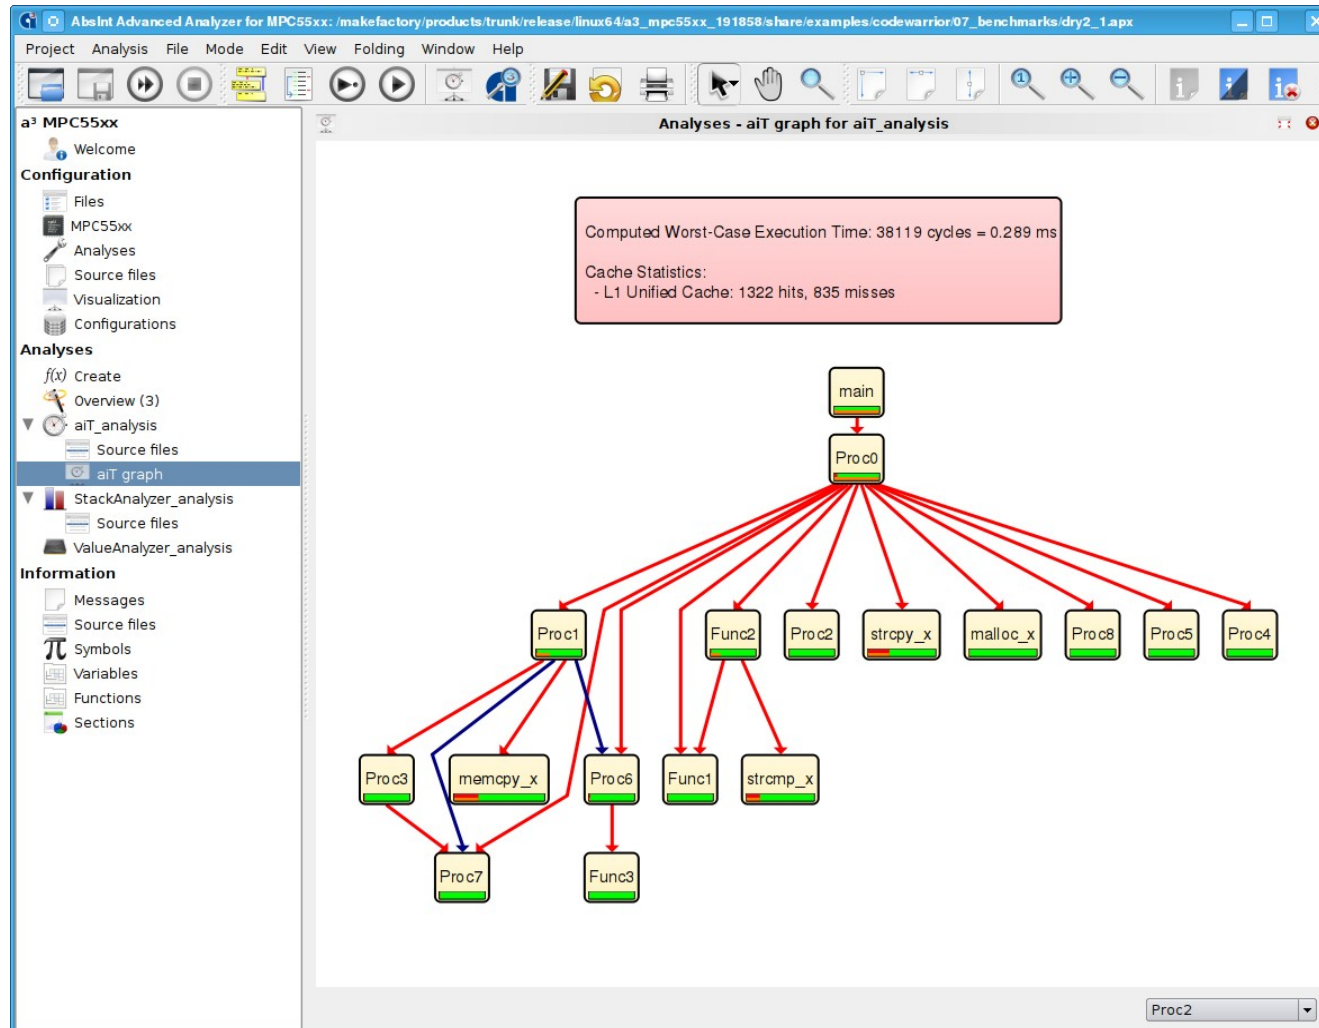 AbsInt Advanced Analyzer for MPC55xx: /makefactory/products/trunk/release/linux64/a3_mpc55xx_191858/share/examples/codewarrior/07_benchmarks/dry2_1.apx
Project Analysis File Mode Edit View Folding Window Help
a³ MPC55xx
Welcome
Configuration
Files
MPC55xx
Analyses
Source files
Visualization
Configurations
Analyses
f(x) Create
Overview (3)
aiT_analysis
Source files
aiT graph
StackAnalyzer_analysis
Source files
ValueAnalyzer_analysis
Information
Messages
Source files
Symbols
Variables
Functions
Sections
Analyses - aiT graph for aiT_analysis
Computed Worst-Case Execution Time: 38119 cycles = 0.289 ms
Cache Statistics:
- L1 Unified Cache: 1322 hits, 835 misses
main
Proc0
Proc1 Func2 Proc2 strcpy_x malloc_x Proc8 Proc5 Proc4
Proc3 memcpy_x Proc6 Func1 strcmp_x
Proc7 Func3
Proc2